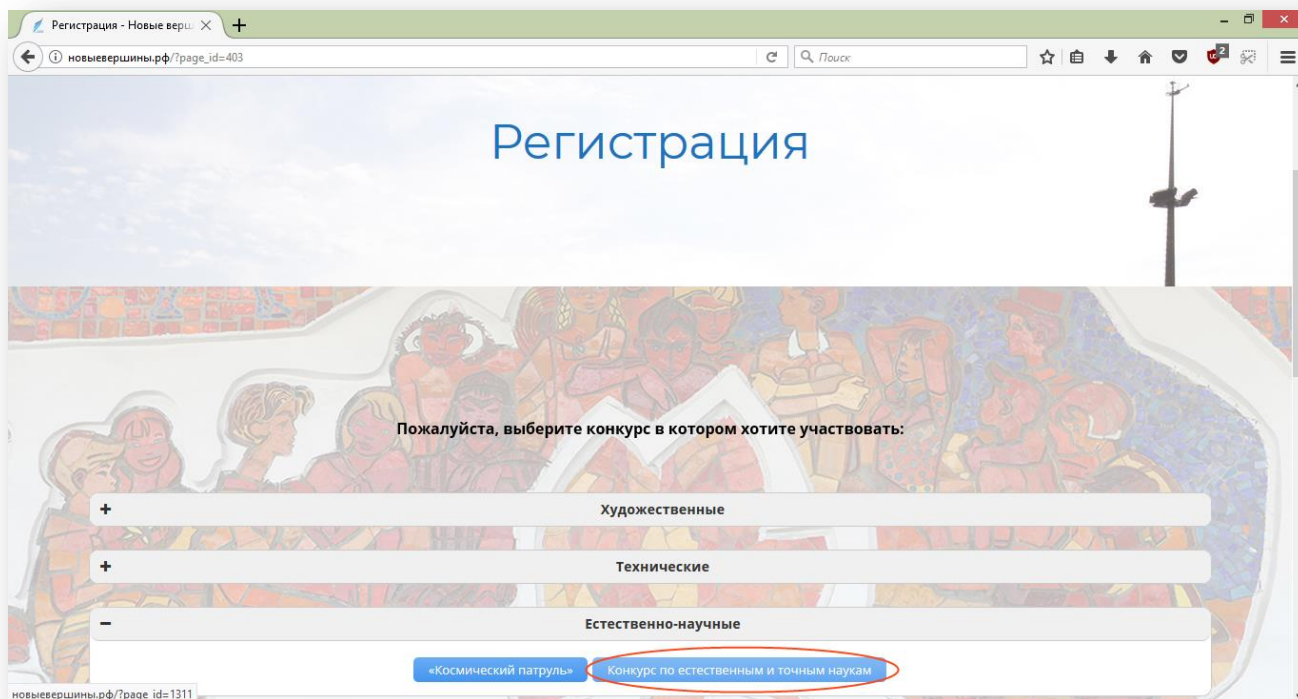 Регистрация - Новые верш
новыевершины.рф/?page_id=403
Поиск
2
Регистрация
Пожалуйста, выберите конкурс в котором хотите участвовать:
+ Художественные
+ Технические
− Естественно-научные
«Космический патруль» Конкурс по естественным и точным наукам
новыевершины.рф/?page_id=1311